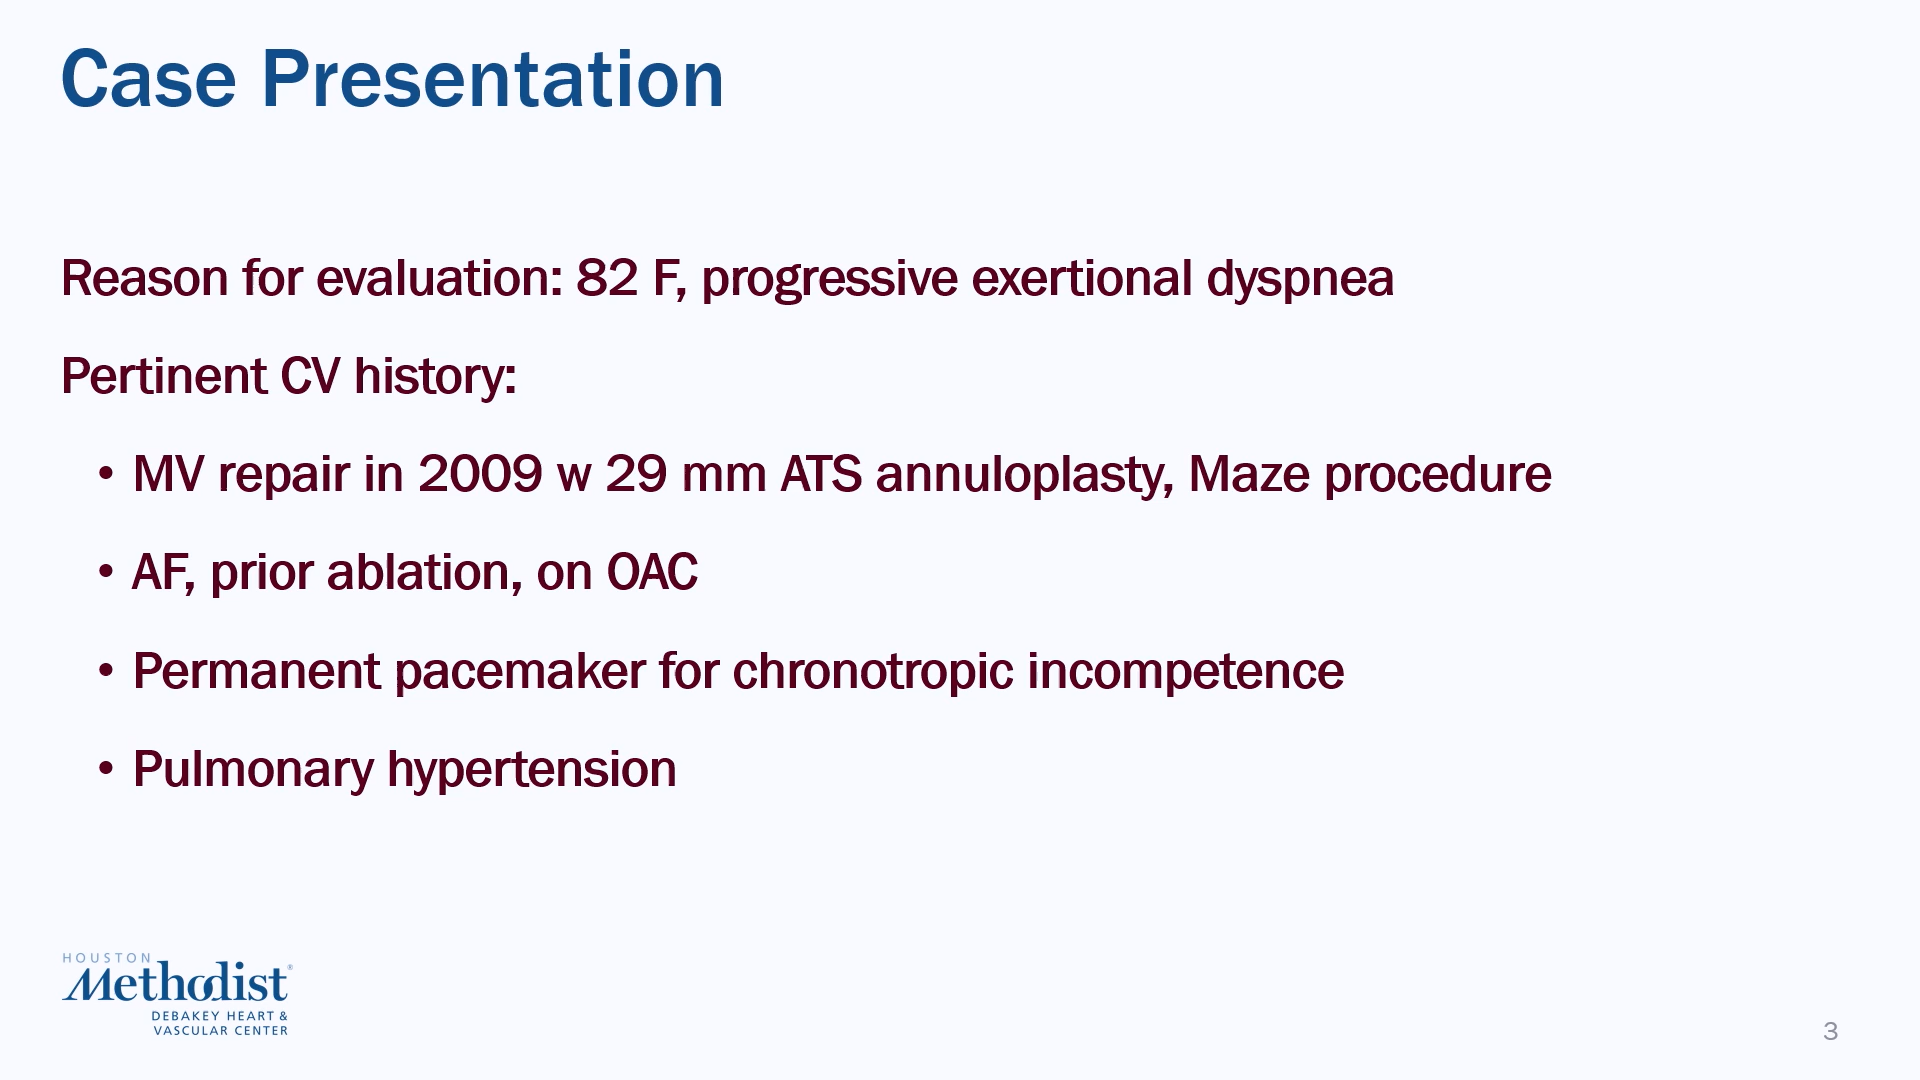 Case Presentation
Reason for evaluation: 82 F, progressive exertional dyspnea
Pertinent CV history:
• MV repair in 2009 w 29 mm ATS annuloplasty, Maze procedure
• AF, prior ablation, on OAC
• Permanent pacemaker for chronotropic incompetence
• Pulmonary hypertension
HOUSTON
Methodist®
DEBAKEY HEART &
VASCULAR CENTER
3